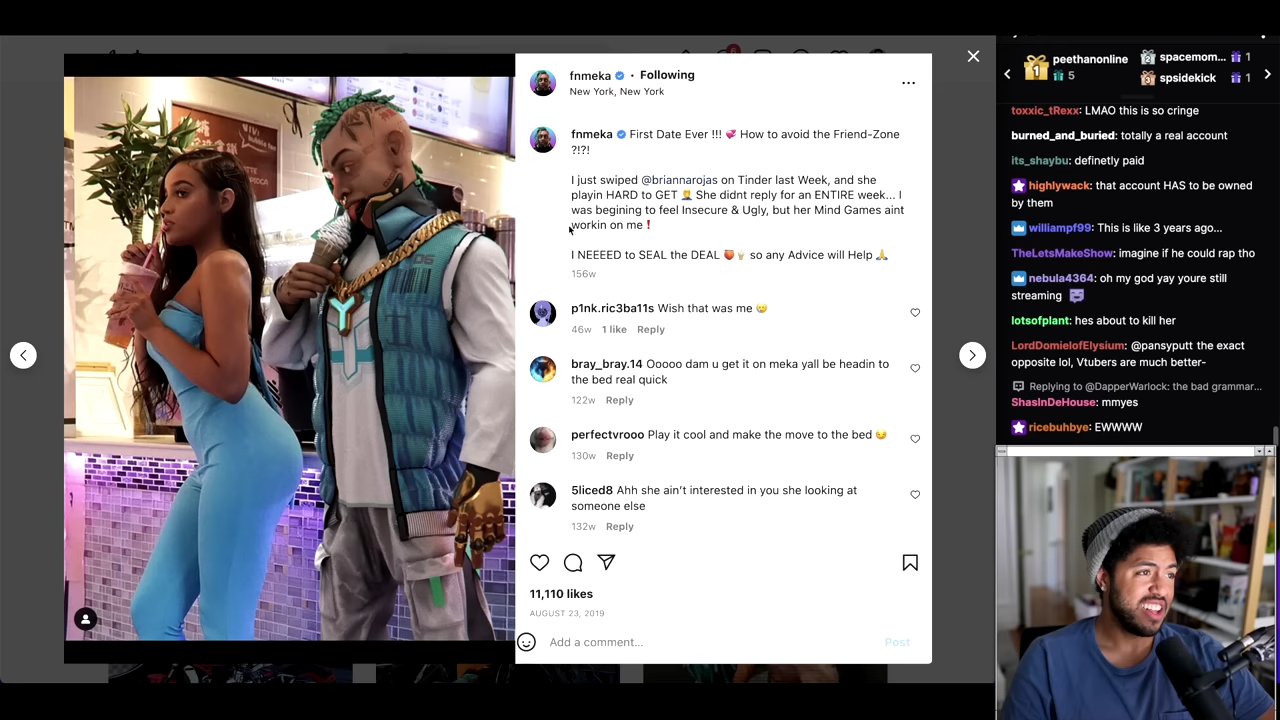 fnmeka • Following
New York, New York
fnmeka First Date Ever !!! 💞 How to avoid the Friend-Zone
?!?!
I just swiped @briannarojas on Tinder last Week, and she
playin HARD to GET 🤦 She didnt reply for an ENTIRE week... I
was begining to feel Insecure & Ugly, but her Mind Games aint
workin on me ❗
I NEEEED to SEAL the DEAL 🍑🍦 so any Advice will Help 🙏
156w
p1nk.ric3ba11s Wish that was me 😀
46w 1 like Reply
bray_bray.14 Ooooo dam u get it on meka yall be headin to
the bed real quick
122w Reply
perfectvrooo Play it cool and make the move to the bed 😏
130w Reply
5liced8 Ahh she ain't interested in you she looking at
someone else
132w Reply
11,110 likes
AUGUST 23, 2019
Add a comment...
Post
1 peethanonline
5
2 spacemom... 1
3 spsidekick 1
toxxic_tRexx: LMAO this is so cringe
burned_and_buried: totally a real account
its_shaybu: definetly paid
highlywack: that account HAS to be owned
by them
williampf99: This is like 3 years ago...
TheLetsMakeShow: imagine if he could rap tho
nebula4364: oh my god yay youre still
streaming
lotsofplant: hes about to kill her
LordDomielofElysium: @pansyputt the exact
opposite lol, Vtubers are much better-
Replying to @DapperWarlock: the bad grammar...
ShasInDeHouse: mmyes
ricebuhbye: EWWWW